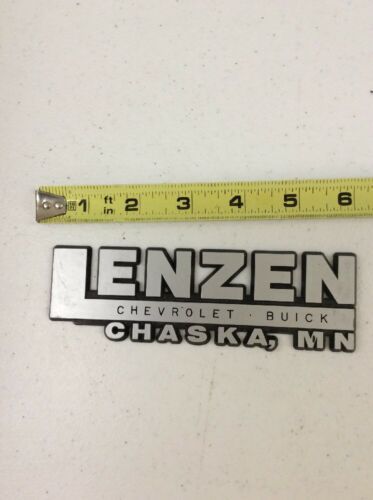 1 ft in 2 3 4 5 6
LENZEN
CHEVROLET · BUICK
CHASKA, MN